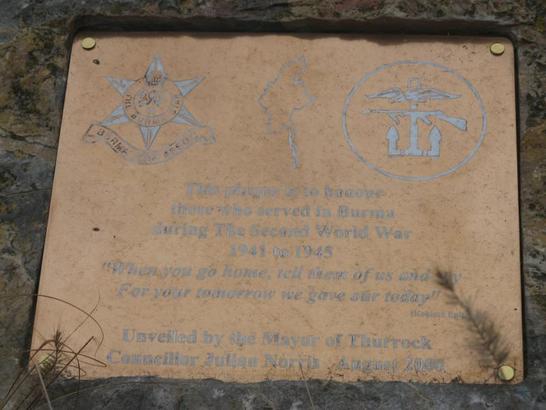 This plaque is to honour
those who served in Burma
during The Second World War
1941 to 1945
"When you go home, tell them of us and say
For your tomorrow we gave our today"
Unveiled by the Mayor of Thurrock
Councillor Julian Norris August